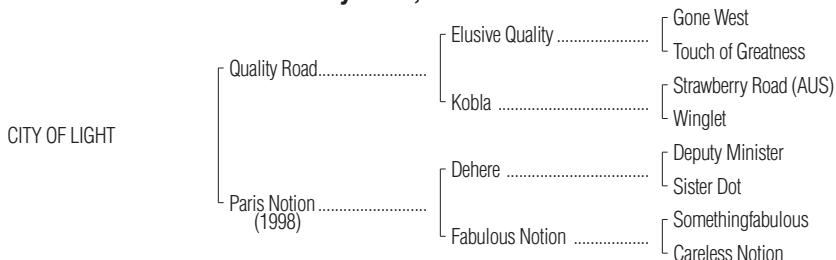 Gone West
Elusive Quality ......................
Touch of Greatness
Quality Road..........................
Strawberry Road (AUS)
Kobla ....................................
Winglet
CITY OF LIGHT
Deputy Minister
Dehere ..................................
Sister Dot
Paris Notion..........................
(1998)
Somethingfabulous
Fabulous Notion ..................
Careless Notion